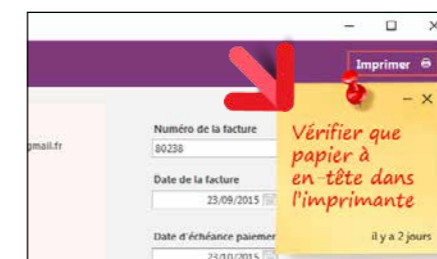 Imprimer
Numéro de la facture
@gmail.fr
80238
Vérifier que
papier à
en-tête dans
l'imprimante
Date de la facture
23/09/2015
Date d'échéance paiemen
il y a 2 jours
23/10/2015